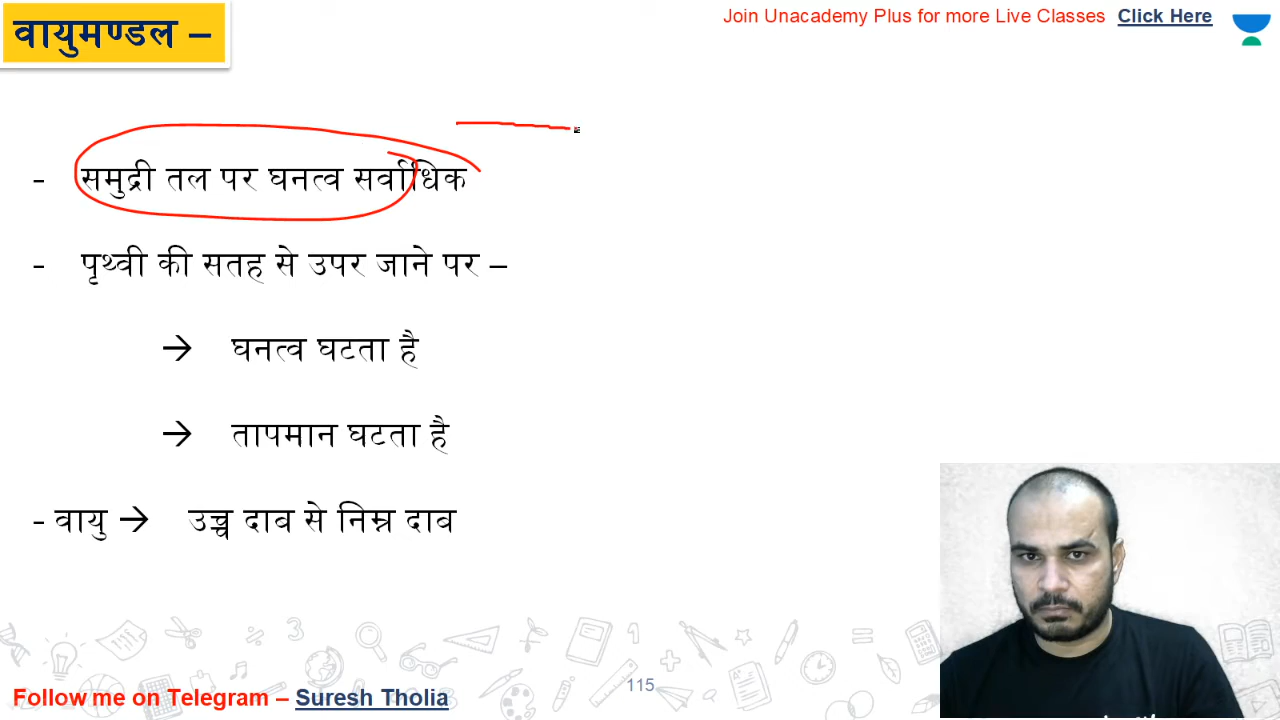 वायुमण्डल –
Join Unacademy Plus for more Live Classes Click Here
- समुद्री तल पर घनत्व सर्वाधिक
- पृथ्वी की सतह से उपर जाने पर –
→ घनत्व घटता है
→ तापमान घटता है
- वायु → उच्च दाब से निम्न दाब
115
Follow me on Telegram – Suresh Tholia